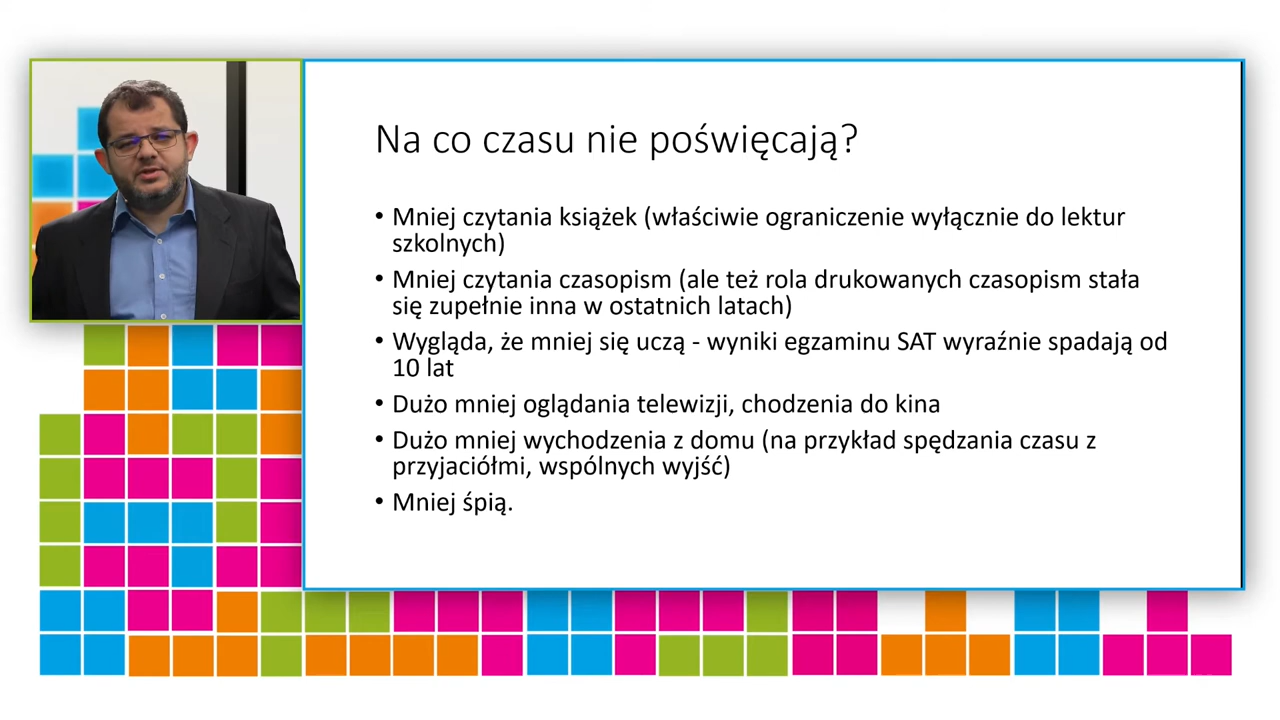 Na co czasu nie poświęcają?
• Mniej czytania książek (właściwie ograniczenie wyłącznie do lektur
szkolnych)
• Mniej czytania czasopism (ale też rola drukowanych czasopism stała
się zupełnie inna w ostatnich latach)
• Wygląda, że mniej się uczą - wyniki egzaminu SAT wyraźnie spadają od
10 lat
• Dużo mniej oglądania telewizji, chodzenia do kina
• Dużo mniej wychodzenia z domu (na przykład spędzania czasu z
przyjaciółmi, wspólnych wyjść)
• Mniej śpią.